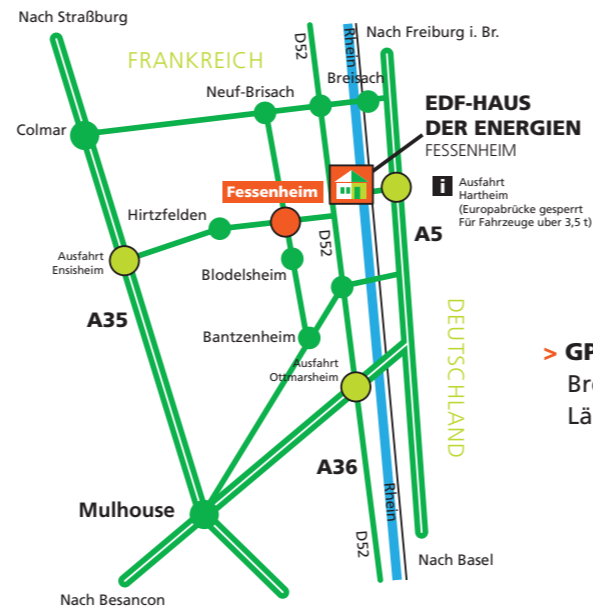 Nach Straßburg
D52
Rhein
Nach Freiburg i. Br.
FRANKREICH
Neuf-Brisach
Breisach
EDF-HAUS
DER ENERGIEN
FESSENHEIM
Colmar
Fessenheim
i Ausfahrt
Hartheim
(Europabrücke gesperrt
Für Fahrzeuge uber 3,5 t)
Hirtzfelden
D52
A5
Ausfahrt
Ensisheim
Blodelsheim
A35
Bantzenheim
DEUTSCHLAND
Ausfahrt
Ottmarsheim
> GP
Bre
Lä
A36
Rhein
Mulhouse
D52
Nach Basel
Nach Besancon